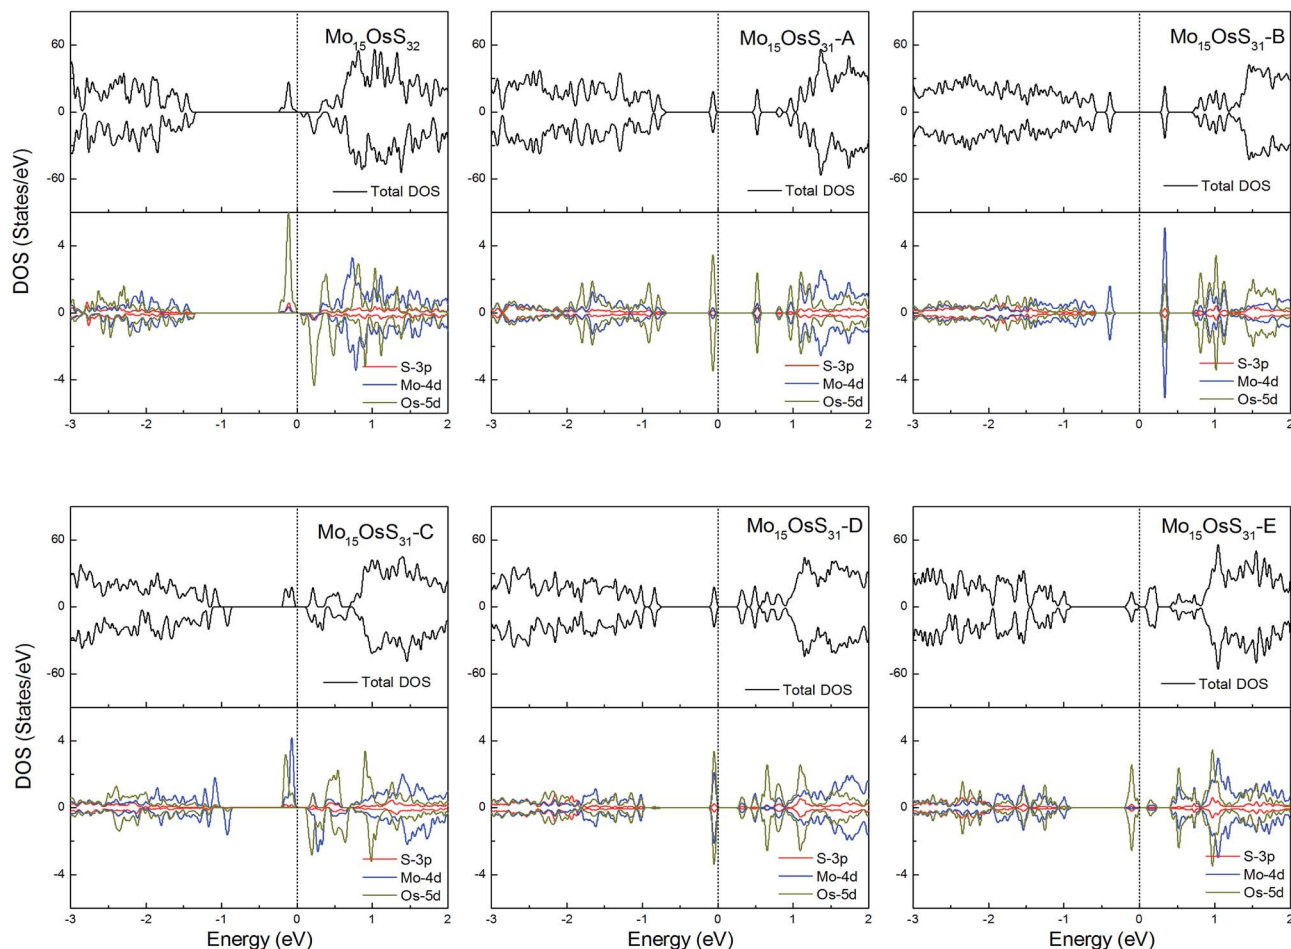 Mo15OsS32
60
0
-60
Total DOS
DOS (States/eV)
4
0
-4
S-3p
Mo-4d
Os-5d
-3 -2 -1 0 1 2
Mo15OsS31-A
60
0
-60
Total DOS
4
0
-4
S-3p
Mo-4d
Os-5d
-3 -2 -1 0 1 2
Mo15OsS31-B
60
0
-60
Total DOS
4
0
-4
S-3p
Mo-4d
Os-5d
-3 -2 -1 0 1 2
Mo15OsS31-C
60
0
-60
Total DOS
DOS (States/eV)
4
0
-4
S-3p
Mo-4d
Os-5d
-3 -2 -1 0 1 2
Energy (eV)
Mo15OsS31-D
60
0
-60
Total DOS
4
0
-4
S-3p
Mo-4d
Os-5d
-3 -2 -1 0 1 2
Energy (eV)
Mo15OsS31-E
60
0
-60
Total DOS
4
0
-4
S-3p
Mo-4d
Os-5d
-3 -2 -1 0 1 2
Energy (eV)